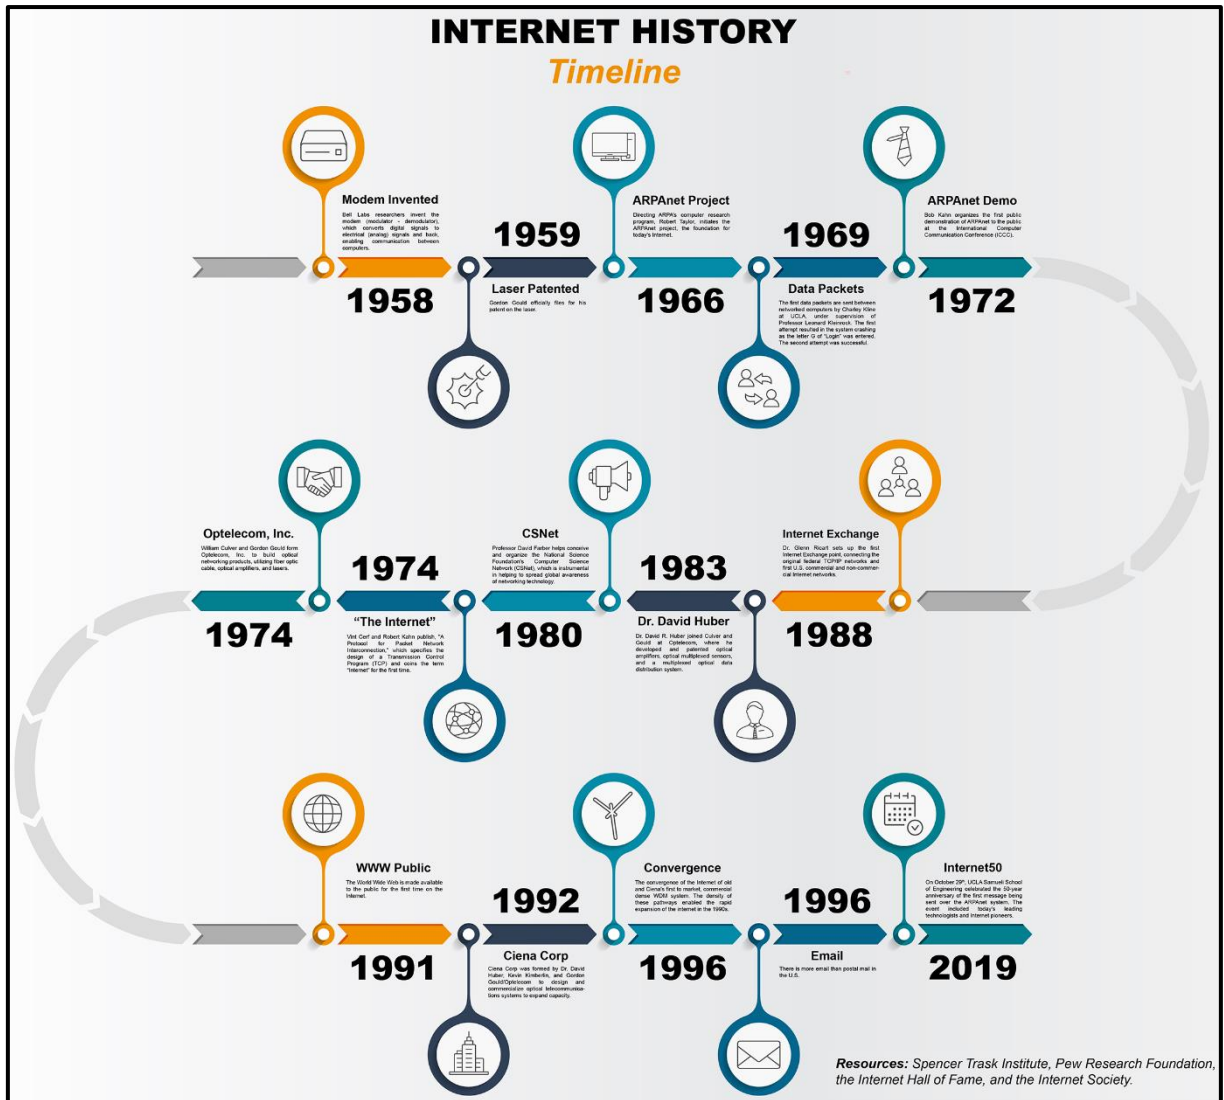 INTERNET HISTORY
Timeline
Modem Invented
Bell Labs researchers invent the
modem (modulator - demodulator),
which converts digital signals to
electrical (analog) signals and back,
enabling communication between
computers.
1958
1959
Laser Patented
Gordon Gould officially files for his
patent on the laser.
ARPAnet Project
Directing ARPA's computer research
program, Robert Taylor, initiates the
ARPAnet project, the foundation for
today's Internet.
1966
1969
Data Packets
The first data packets are sent between
networked computers by Charley Kline
at UCLA, under supervision of
Professor Leonard Kleinrock. The first
attempt resulted in the system crashing
as the letter G of "Login" was entered.
The second attempt was successful.
ARPAnet Demo
Bob Kahn organizes the first public
demonstration of ARPAnet to the public
at the International Computer
Communication Conference (ICCC).
1972
Optelecom, Inc.
William Culver and Gordon Gould form
Optelecom, Inc. to build optical
networking products, utilizing fiber optic
cable, optical amplifiers, and lasers.
1974
1974
“The Internet”
Vint Cerf and Robert Kahn publish, "A
Protocol for Packet Network
Interconnection," which specifies the
design of a Transmission Control
Program (TCP) and coins the term
"Internet" for the first time.
CSNet
Professor David Farber helps conceive
and organize the National Science
Foundation's Computer Science
Network (CSNet), which is instrumental
in helping to spread global awareness
of networking technology.
1980
1983
Dr. David Huber
Dr. David R. Huber joined Culver and
Gould at Optelecom, where he
developed and patented optical
amplifiers, optical multiplexed sensors,
and a multiplexed optical data
distribution system.
Internet Exchange
Dr. Glenn Ricart sets up the first
Internet Exchange point, connecting the
original federal TCP/IP networks and
first U.S. commercial and non-commer-
cial Internet networks.
1988
WWW Public
The World Wide Web is made available
to the public for the first time on the
Internet.
1991
1992
Ciena Corp
Ciena Corp was formed by Dr. David
Huber, Kevin Kimberlin, and Gordon
Gould/Optelecom to design and
commercialize optical telecommunica-
tions systems to expand capacity.
Convergence
The convergence of the Internet of old
and Ciena's first to market, commercial
dense WDM system. The density of
these pathways enabled the rapid
expansion of the internet in the 1990s.
1996
1996
Email
There is more email than postal mail in
the U.S.
Internet50
On October 29th, UCLA Samueli School
of Engineering celebrated the 50-year
anniversary of the first message being
sent over the ARPAnet system. The
event included today's leading
technologists and Internet pioneers.
2019
Resources: Spencer Trask Institute, Pew Research Foundation,
the Internet Hall of Fame, and the Internet Society.